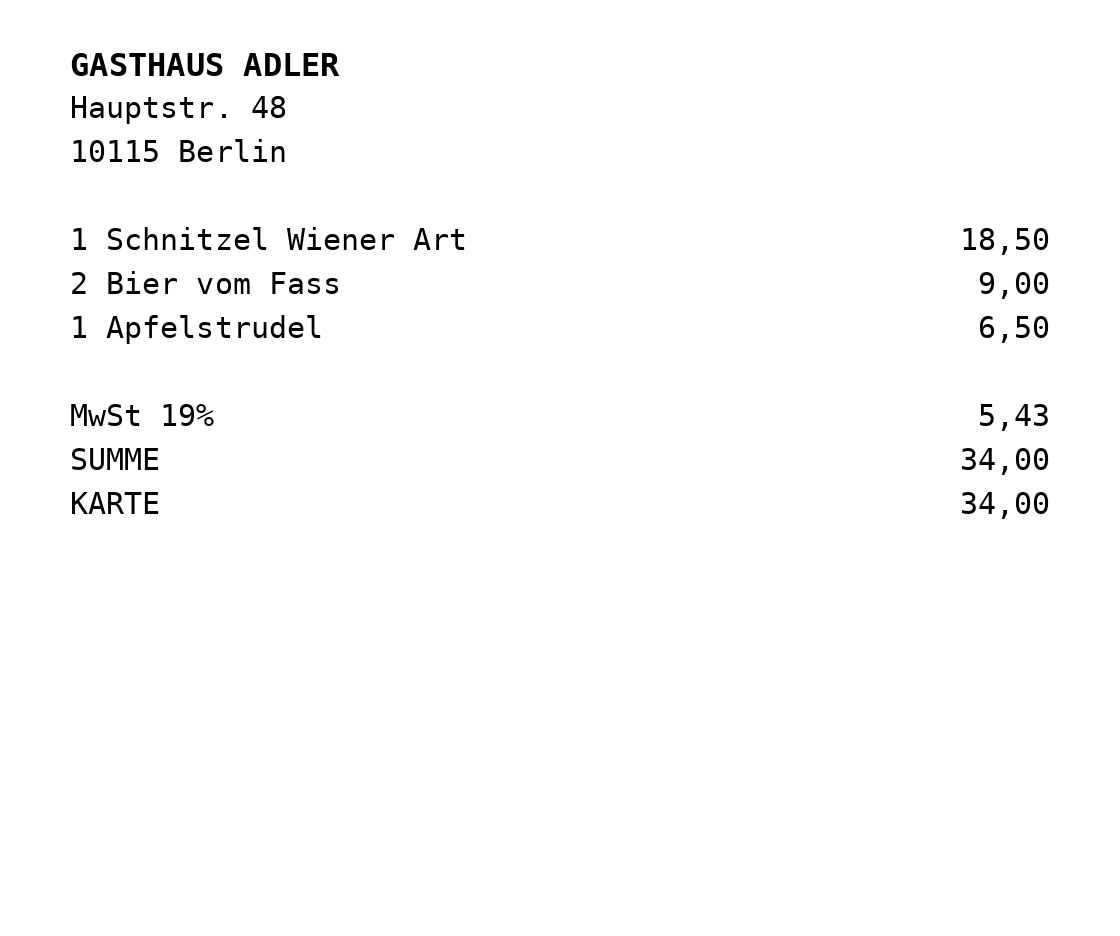 GASTHAUS ADLER
Hauptstr. 48
10115 Berlin
1 Schnitzel Wiener Art 18,50
2 Bier vom Fass 9,00
1 Apfelstrudel 6,50
MwSt 19% 5,43
SUMME 34,00
KARTE 34,00